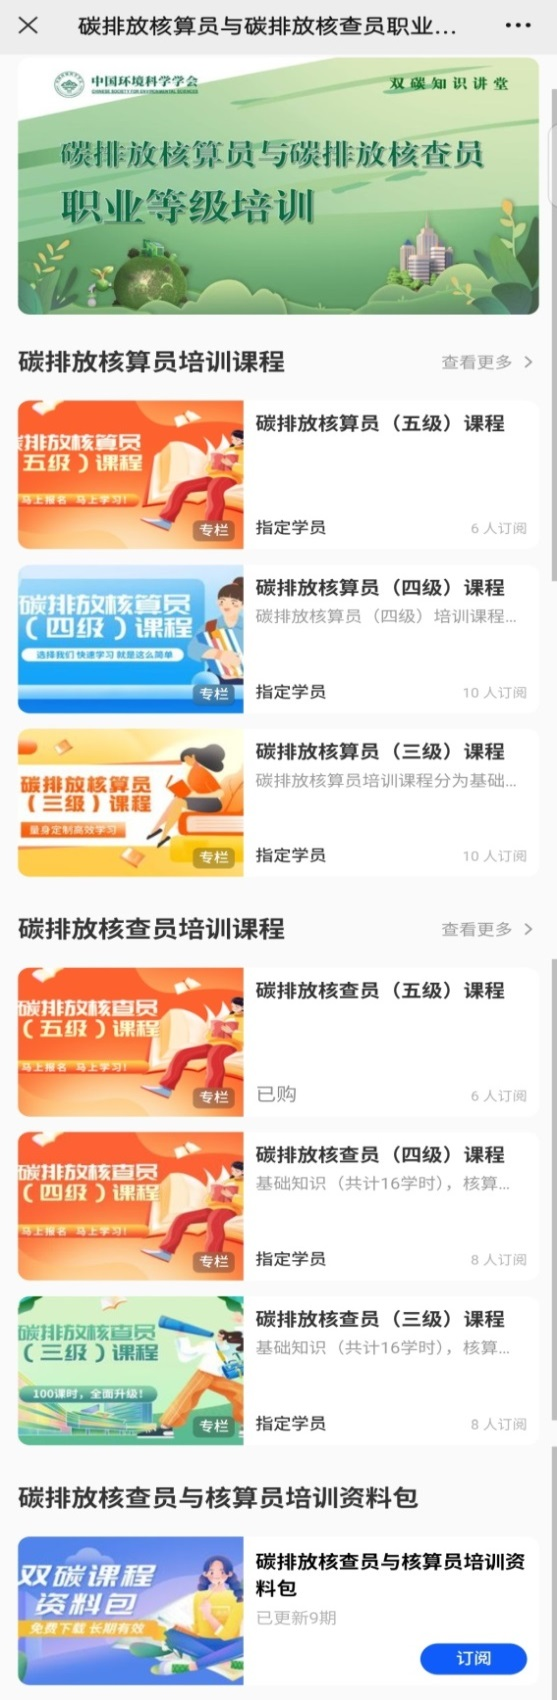 碳排放核算员与碳排放核查员职业...
中国环境科学学会
CHINESE SOCIETY FOR ENVIRONMENTAL SCIENCES
双碳知识讲堂
碳排放核算员与碳排放核查员
职业等级培训
碳排放核算员培训课程
查看更多 >
碳排放核算员
五级）课程
马上报名 马上学习!
专栏
碳排放核算员（五级）课程
指定学员
6 人订阅
碳排放核算员
（四级）课程
选择我们 快速学习 就是这么简单
专栏
碳排放核算员（四级）课程
碳排放核算员（四级）培训课程...
指定学员
10 人订阅
碳排放核算员
（三级）课程
量身定制高效学习
专栏
碳排放核算员（三级）课程
碳排放核算员培训课程分为基础...
指定学员
10 人订阅
碳排放核查员培训课程
查看更多 >
碳排放核查员
（五级）课程
马上报名 马上学习!
专栏
碳排放核查员（五级）课程
已购
6 人订阅
碳排放核查员
（四级）课程
马上报名 马上学习!
专栏
碳排放核查员（四级）课程
基础知识（共计16学时），核算...
指定学员
8 人订阅
碳排放核查员
（三级）课程
100课时，全面升级！
专栏
碳排放核查员（三级）课程
基础知识（共计16学时），核算...
指定学员
8 人订阅
碳排放核查员与核算员培训资料包
双碳课程
资料包
免费下载 长期有效
碳排放核查员与核算员培训资
料包
已更新9期
订阅